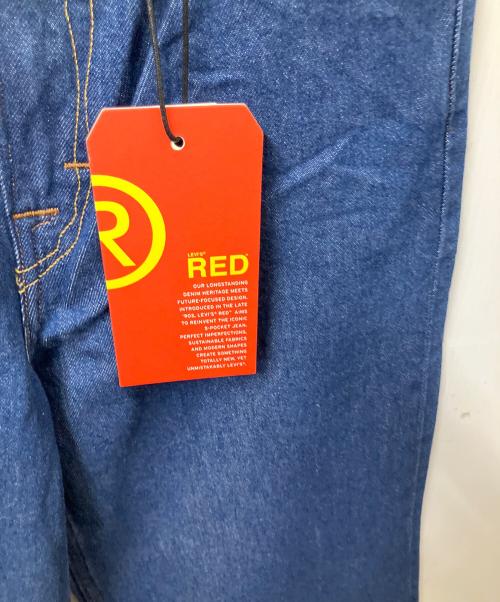 R
LEVI'S®
RED™
OUR LONGSTANDING
DENIM HERITAGE MEETS
FUTURE-FOCUSED DESIGN.
INTRODUCED IN THE LATE
'90S, LEVI'S® RED™ AIMS
TO REINVENT THE ICONIC
5-POCKET JEAN.
PERFECT IMPERFECTIONS,
SUSTAINABLE FABRICS
AND MODERN SHAPES
CREATE SOMETHING
TOTALLY NEW, YET
UNMISTAKABLY LEVI'S®.